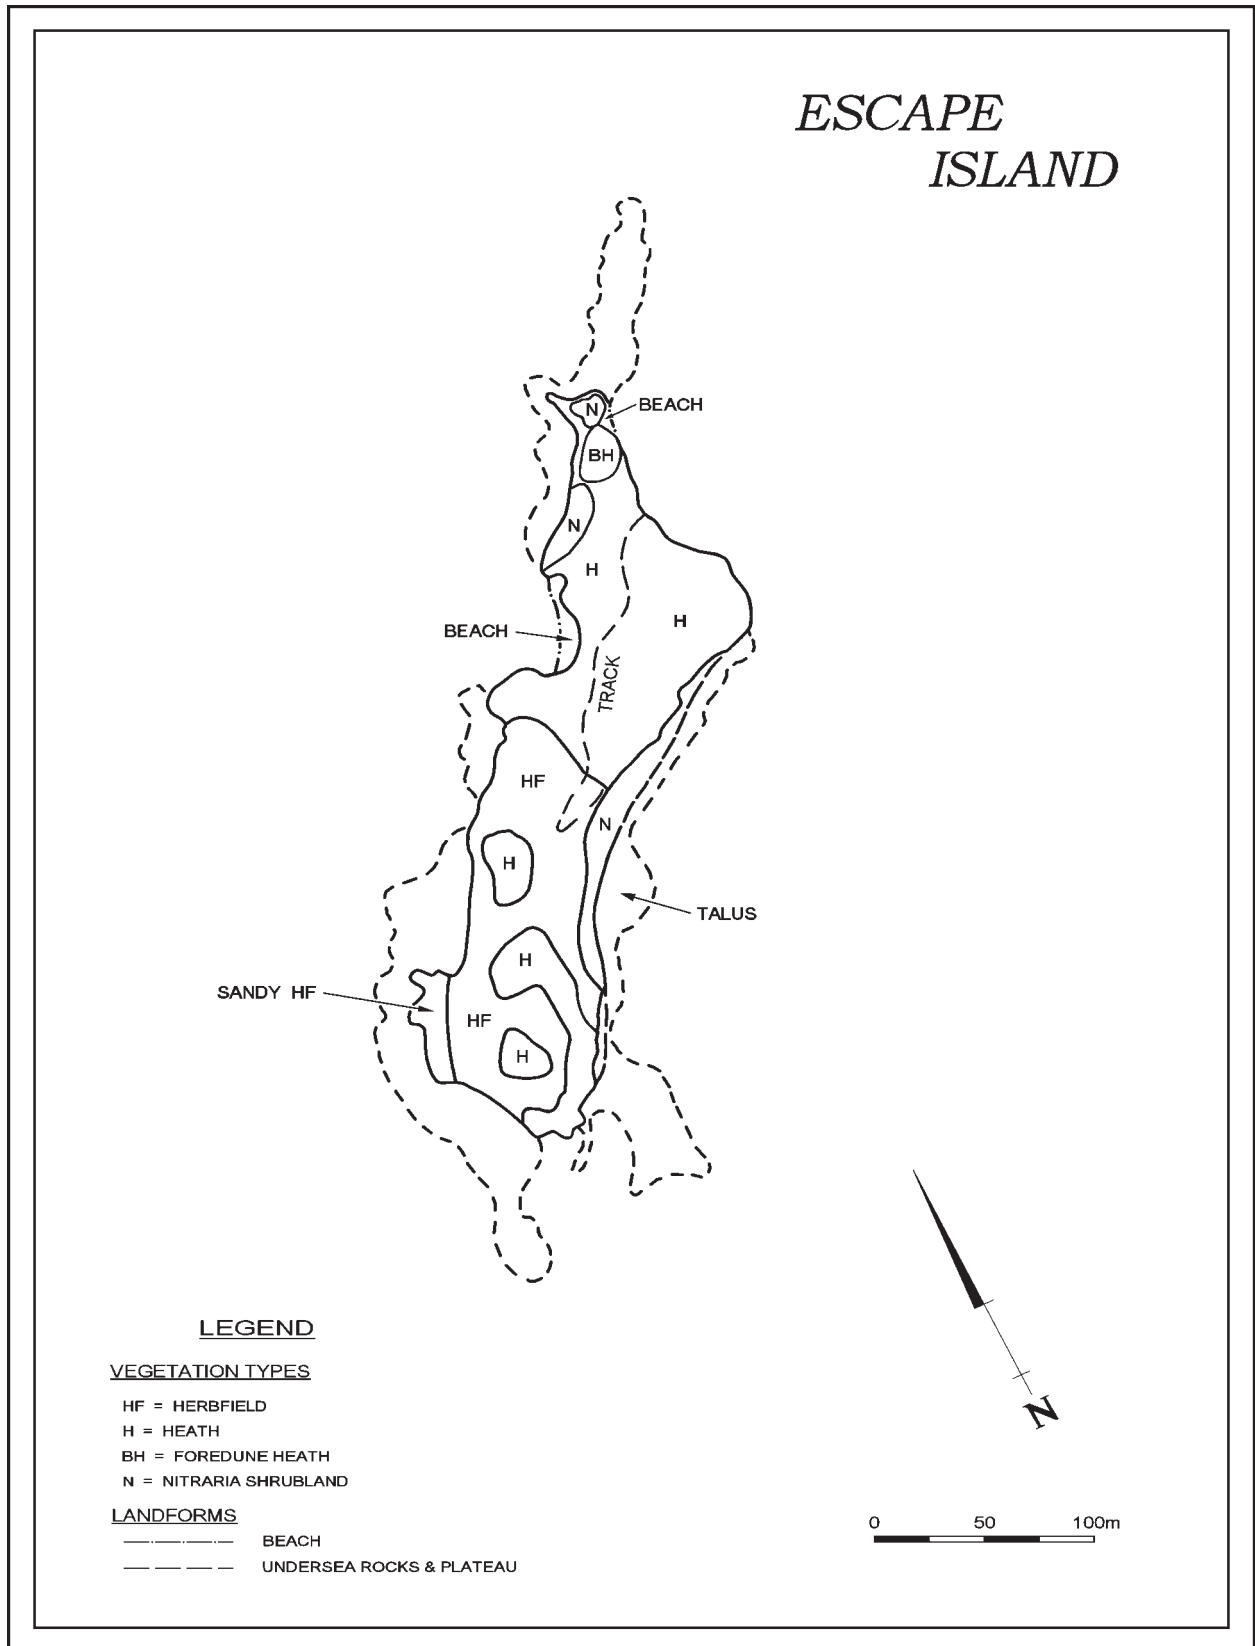 ESCAPE
ISLAND
N
BEACH
BH
N
H
H
BEACH
TRACK
HF
N
H
TALUS
H
SANDY HF
HF
H
LEGEND
VEGETATION TYPES
HF = HERBFIELD
H = HEATH
BH = FOREDUNE HEATH
N = NITRARIA SHRUBLAND
LANDFORMS
BEACH
UNDERSEA ROCKS & PLATEAU
N
0 50 100m